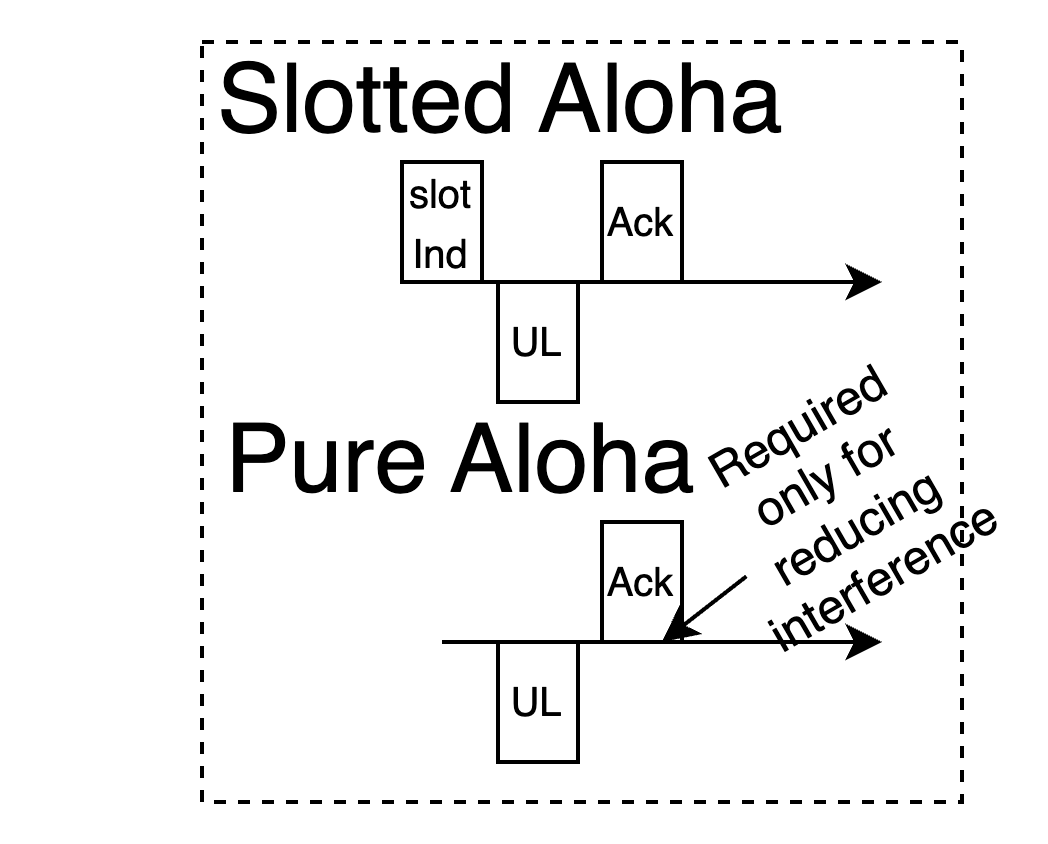 Slotted Aloha
slot
Ind
Ack
UL
Pure Aloha
Required
only for
reducing
interference
Ack
UL